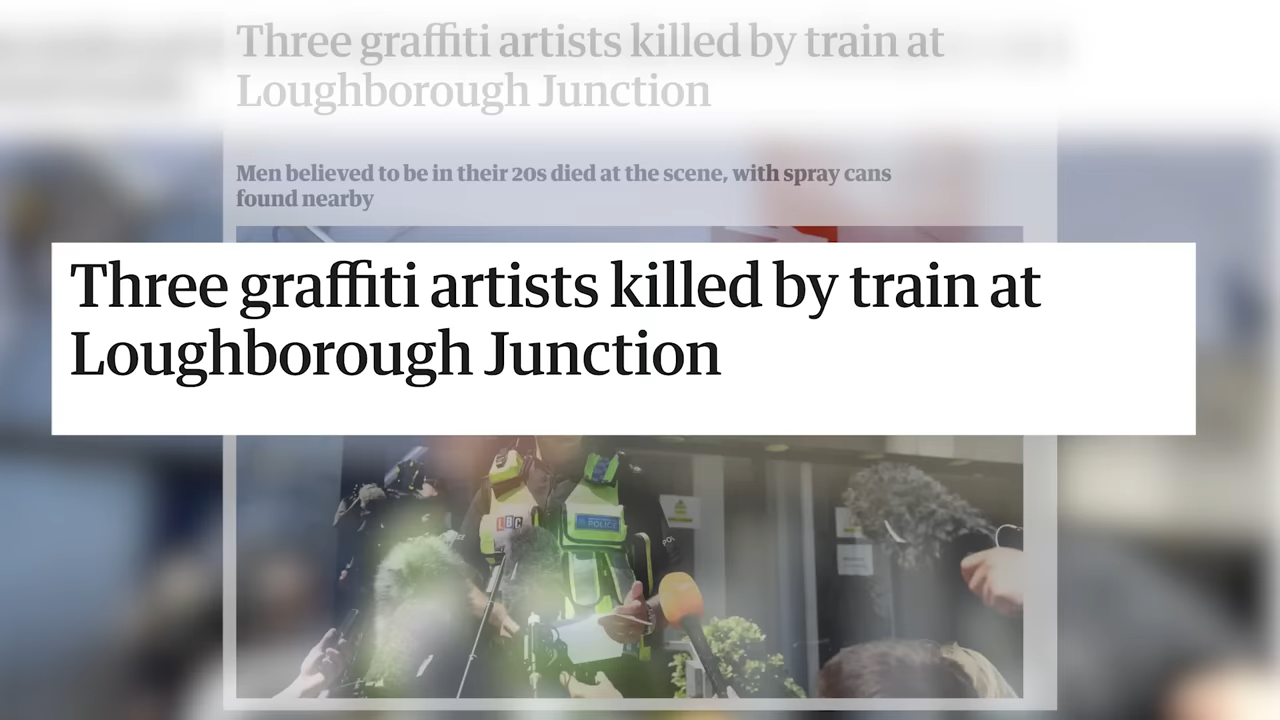 Three graffiti artists killed by train at
Loughborough Junction
Men believed to be in their 20s died at the scene, with spray cans
found nearby
Three graffiti artists killed by train at
Loughborough Junction
LBC
POLICE